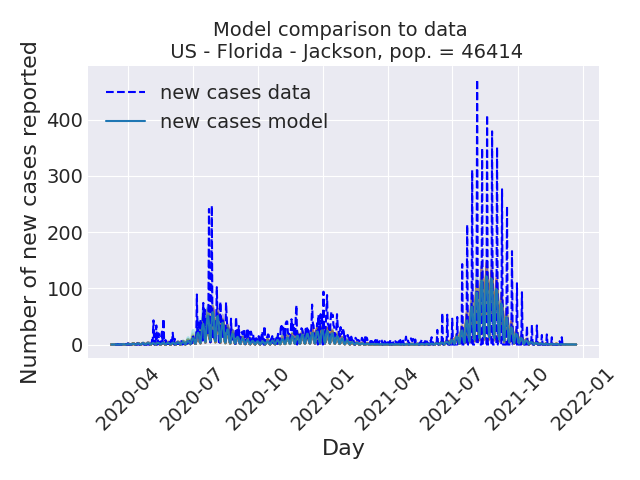 Model comparison to data
US - Florida - Jackson, pop. = 46414
Number of new cases reported
new cases data
new cases model
400
300
200
100
0
2020-04
2020-07
2020-10
2021-01
2021-04
2021-07
2021-10
2022-01
Day